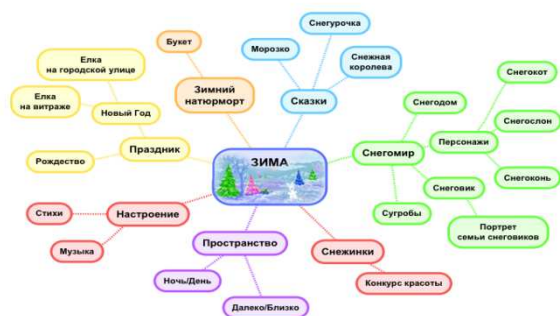 Снегурочка
Букет
Морозко
Снежная
королева
Елка
на городской улице
Снегокот
Зимний
натюрморт
Сказки
Елка
на витраже
Новый Год
Снегодом
Снегослон
Персонажи
Праздник
Снегомир
Рождество
ЗИМА
Снегоконь
Снеговик
Стихи
Настроение
Сугробы
Портрет
семьи снеговиков
Музыка
Пространство
Снежинки
Ночь/День
Конкурс красоты
Далеко/Близко